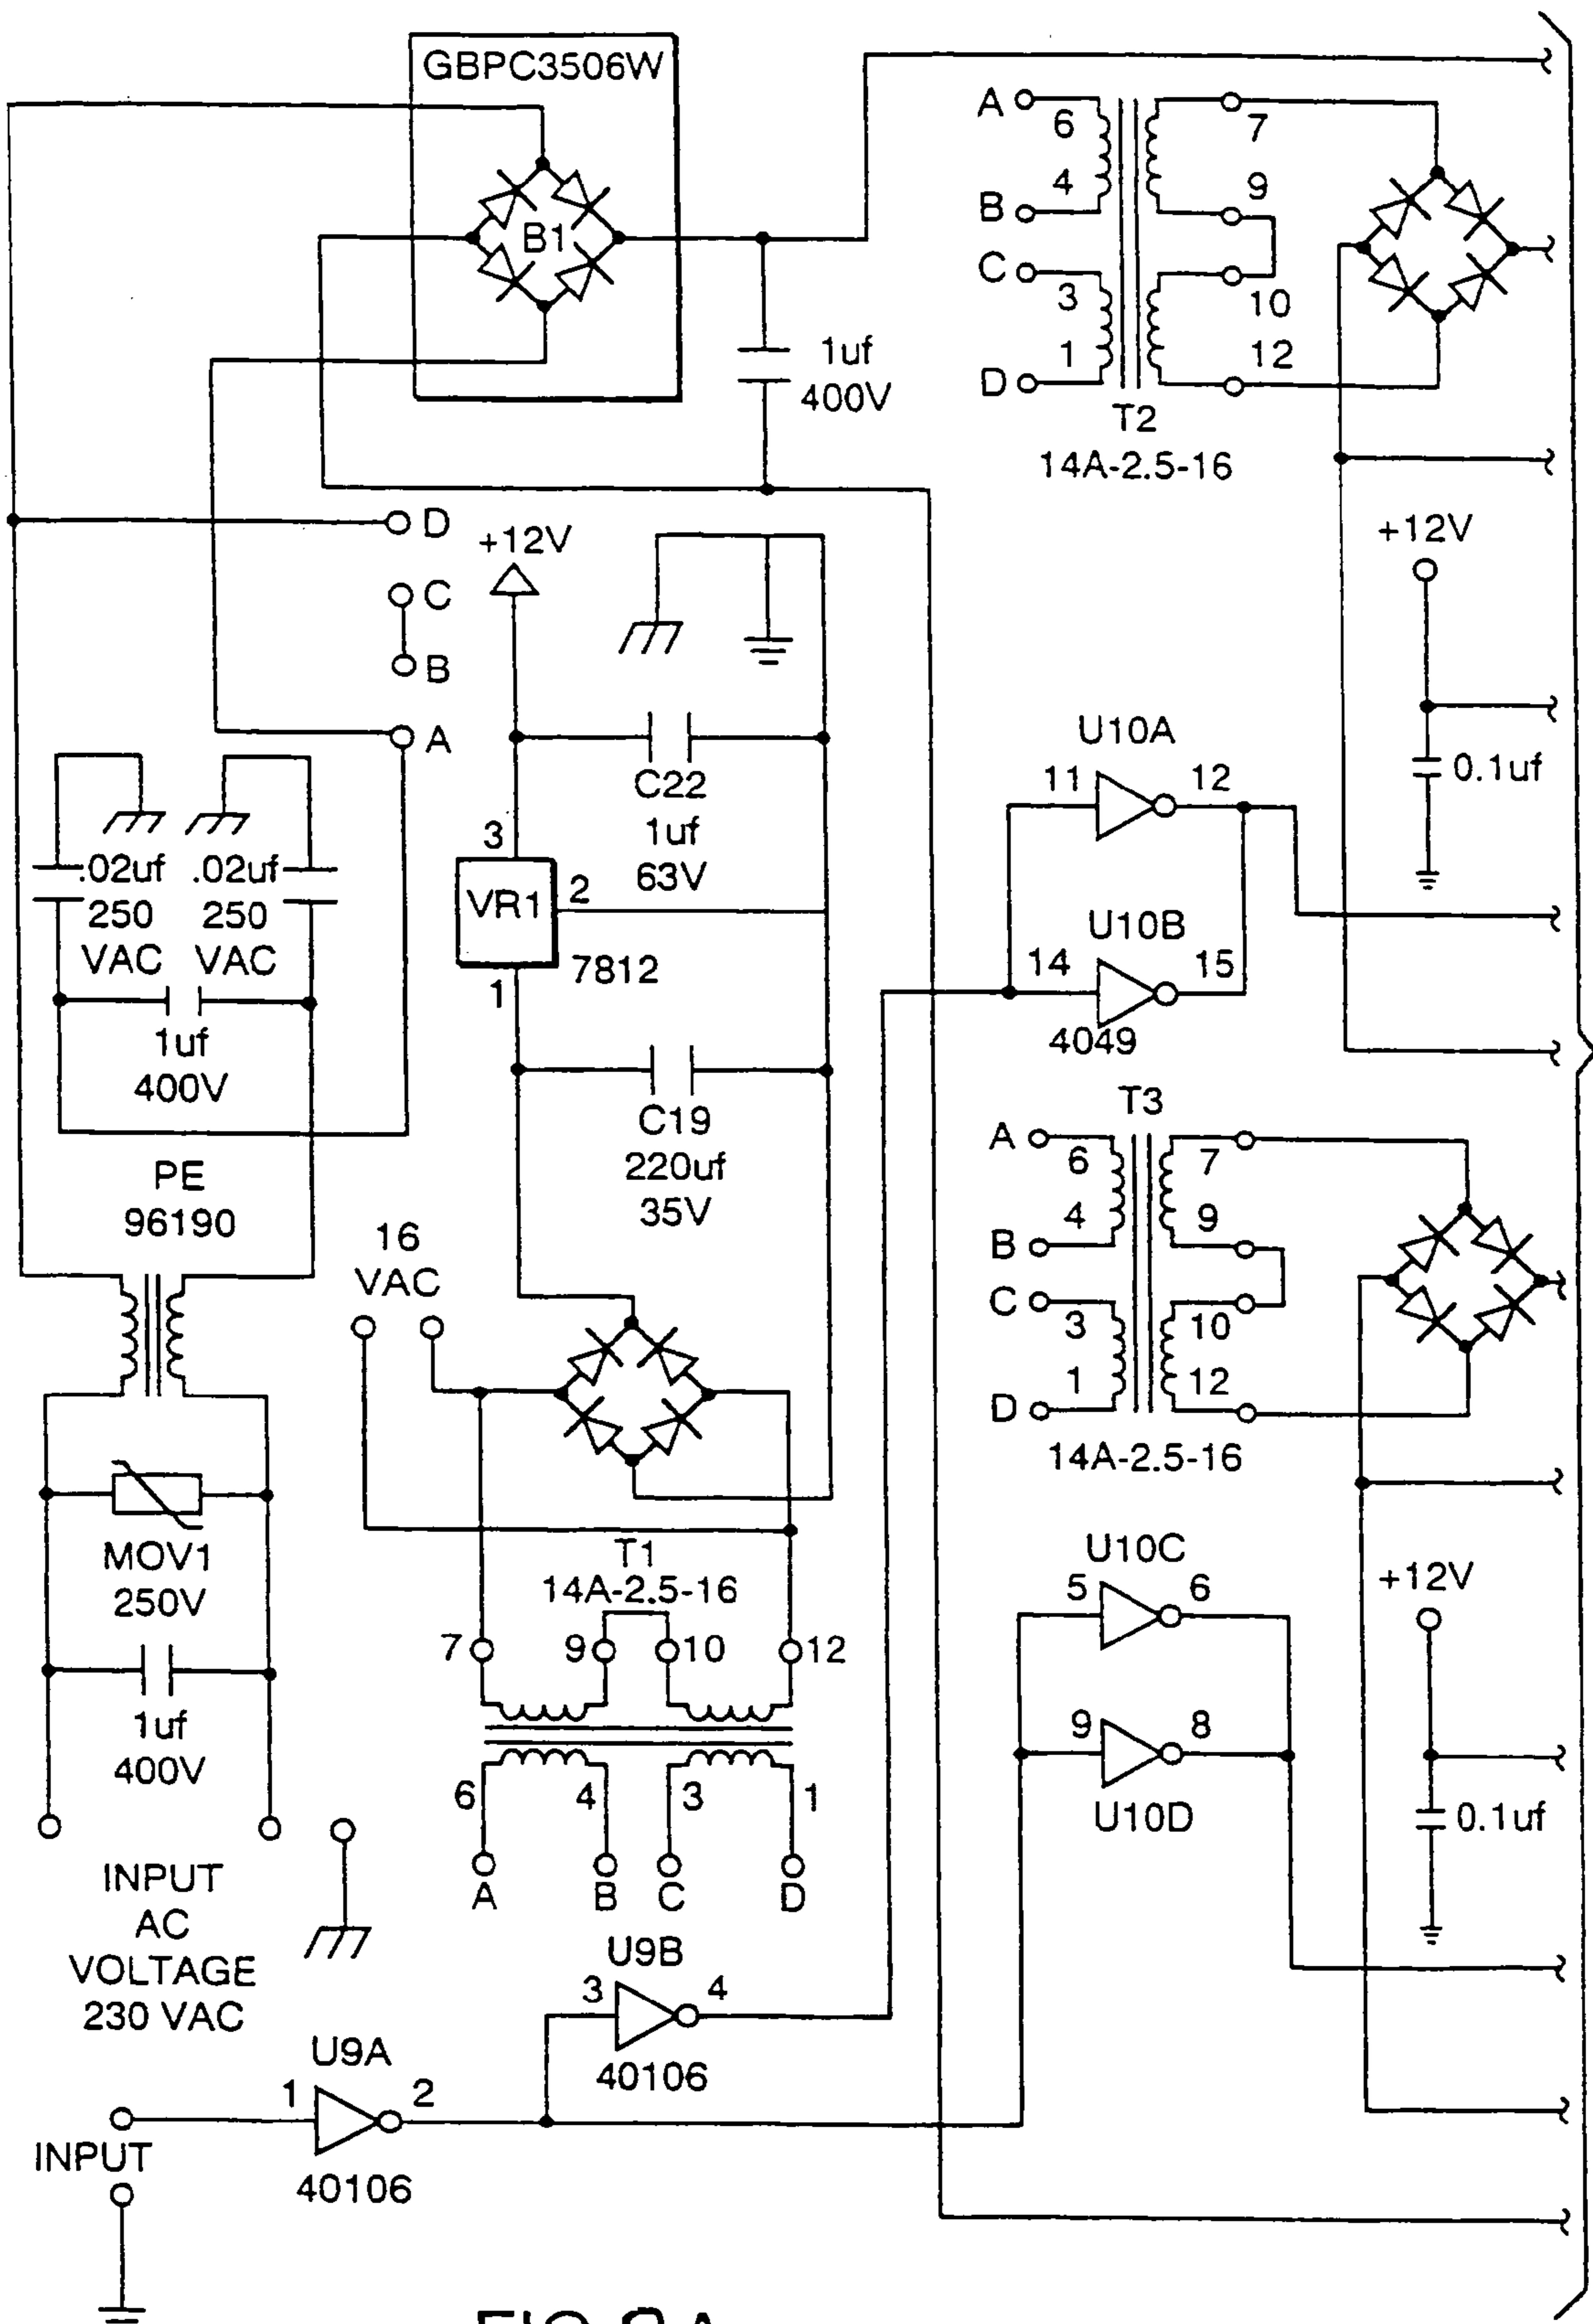 GBPC3506W
B1
1uf
400V
A
6
7
4
9
B
C
3
10
1
12
D
T2
14A-2.5-16
D
C
B
A
+12V
+12V
0.1uf
C22
1uf
63V
3
VR1
2
7812
1
C19
220uf
35V
.02uf
250
VAC
.02uf
250
VAC
1uf
400V
PE
96190
U10A
11
12
U10B
14
15
4049
T3
A
6
7
4
9
B
C
3
10
1
12
D
14A-2.5-16
16
VAC
MOV1
250V
1uf
400V
T1
14A-2.5-16
7
9
10
12
6
4
3
1
A
B
C
D
U10C
5
6
9
8
U10D
+12V
0.1uf
INPUT
AC
VOLTAGE
230 VAC
U9B
3
4
40106
U9A
1
2
INPUT
40106